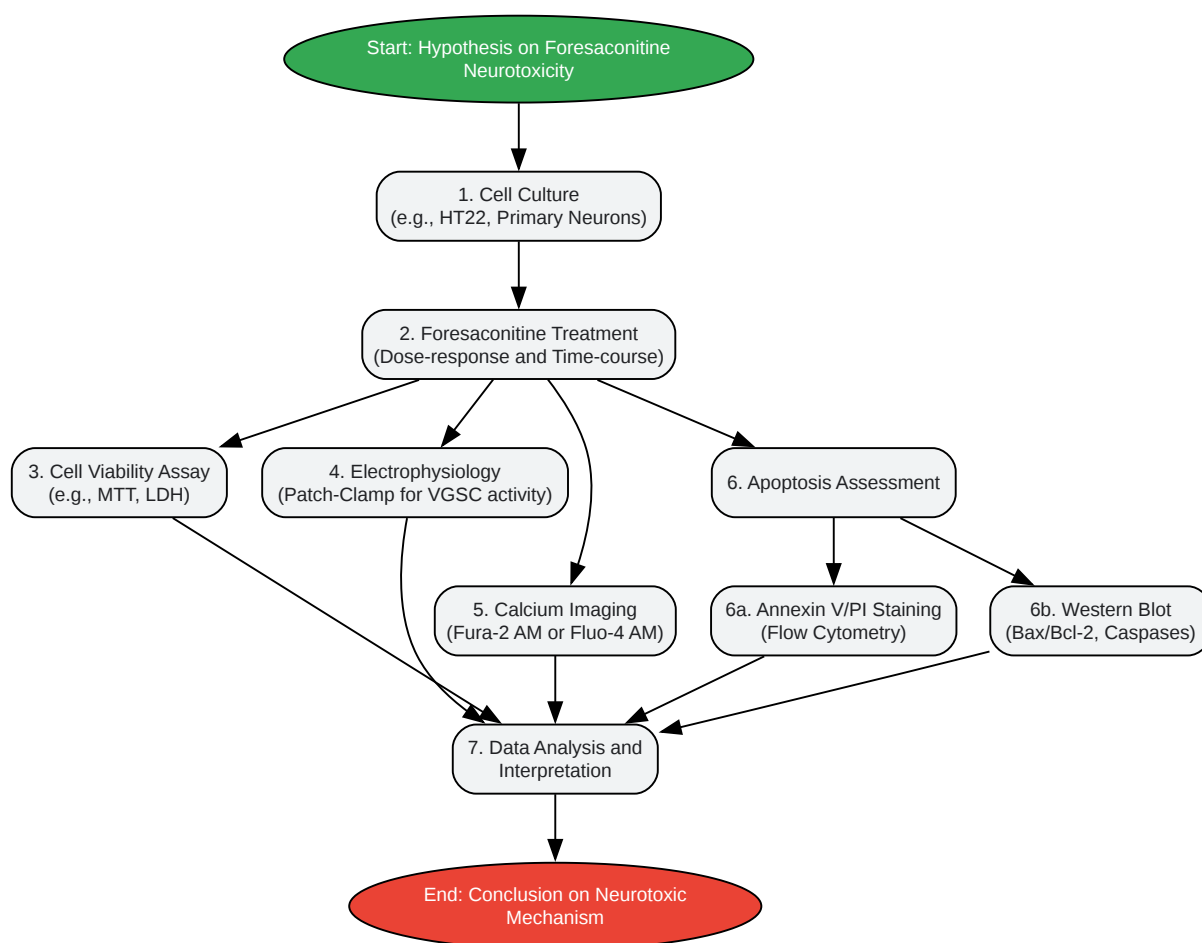 Start: Hypothesis on Foresaconitine
Neurotoxicity
1. Cell Culture
(e.g., HT22, Primary Neurons)
2. Foresaconitine Treatment
(Dose-response and Time-course)
3. Cell Viability Assay
(e.g., MTT, LDH)
4. Electrophysiology
(Patch-Clamp for VGSC activity)
6. Apoptosis Assessment
5. Calcium Imaging
(Fura-2 AM or Fluo-4 AM)
6a. Annexin V/PI Staining
(Flow Cytometry)
6b. Western Blot
(Bax/Bcl-2, Caspases)
7. Data Analysis and
Interpretation
End: Conclusion on Neurotoxic
Mechanism